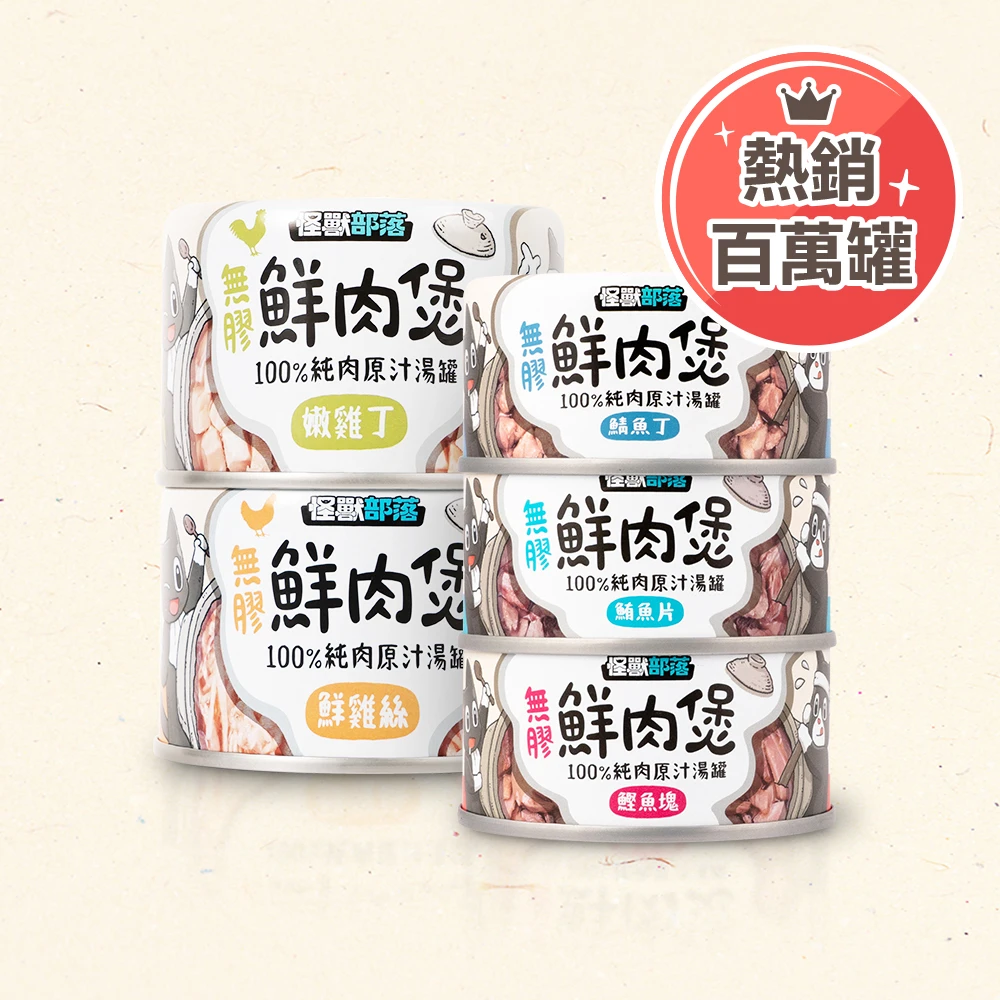 熱銷
百萬罐
怪獸部落
無膠
鮮肉煲
100%純肉原汁湯罐
嫩雞丁
怪獸部落
無膠
鮮肉煲
100%純肉原汁湯罐
鮮雞絲
怪獸部落
無膠
鮮肉煲
100%純肉原汁湯罐
鯖魚丁
怪獸部落
無膠
鮮肉煲
100%純肉原汁湯罐
鮪魚片
怪獸部落
無膠
鮮肉煲
100%純肉原汁湯罐
鰹魚塊